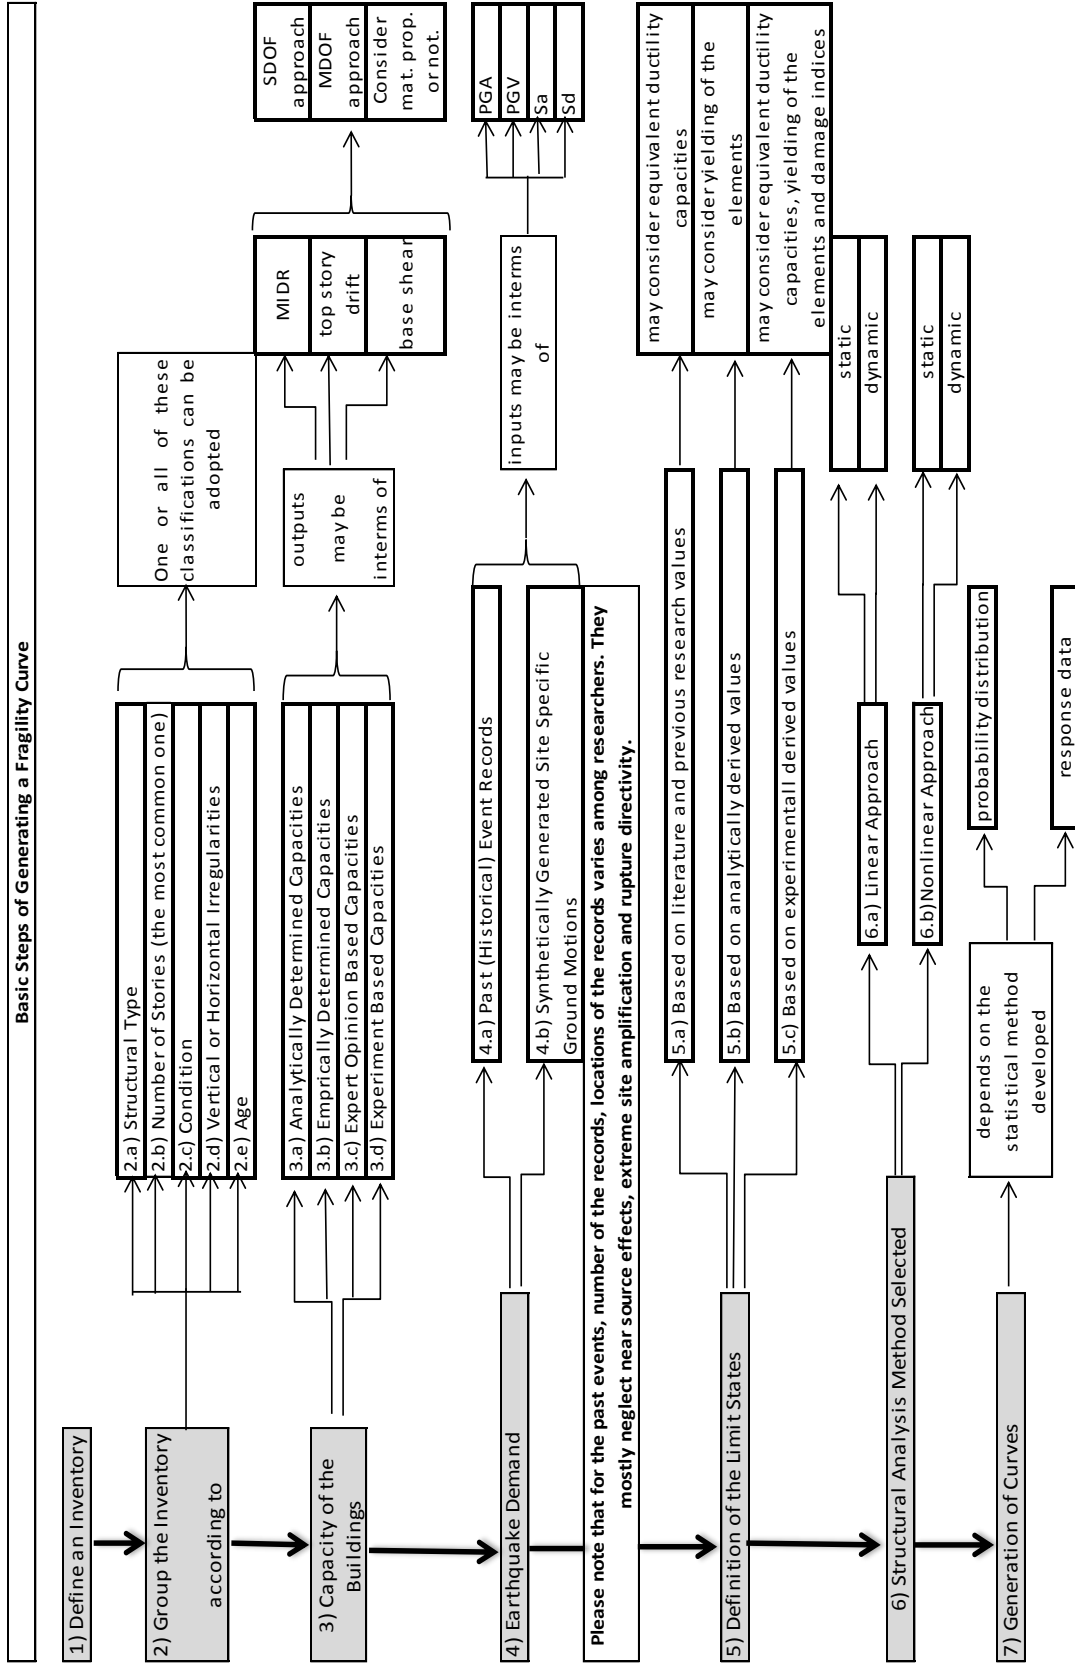 Basic Steps of Generating a Fragility Curve
1) Define an Inventory
2) Group the Inventory
according to
2.a) Structural Type
2.b) Number of Stories (the most common one)
2.c) Condition
2.d) Vertical or Horizontal Irregularities
2.e) Age
One or all of these
classifications can be
adopted
3) Capacity of the
Buildings
3.a) Analytically Determined Capacities
3.b) Emprically Determined Capacities
3.c) Expert Opinion Based Capacities
3.d) Experiment Based Capacities
outputs
may be
interms of
MIDR
top story
drift
base shear
SDOF
approach
MDOF
approach
Consider
mat. prop.
or not.
4) Earthquake Demand
4.a) Past (Historical) Event Records
4.b) Synthetically Generated Site Specific
Ground Motions
inputs may be interms
of
PGA
PGV
Sa
Sd
Please note that for the past events, number of the records, locations of the records varies among researchers. They
mostly neglect near source effects, extreme site amplification and rupture directivity.
5) Definition of the Limit States
5.a) Based on literature and previous research values
5.b) Based on analytically derived values
5.c) Based on experimentall derived values
may consider equivalent ductility
capacities
may consider yielding of the
elements
may consider equivalent ductility
capacities, yielding of the
elements and damage indices
6) Structural Analysis Method Selected
6.a) Linear Approach
6.b)Nonlinear Approach
static
dynamic
static
dynamic
7) Generation of Curves
depends on the
statistical method
developed
probability distribution
response data